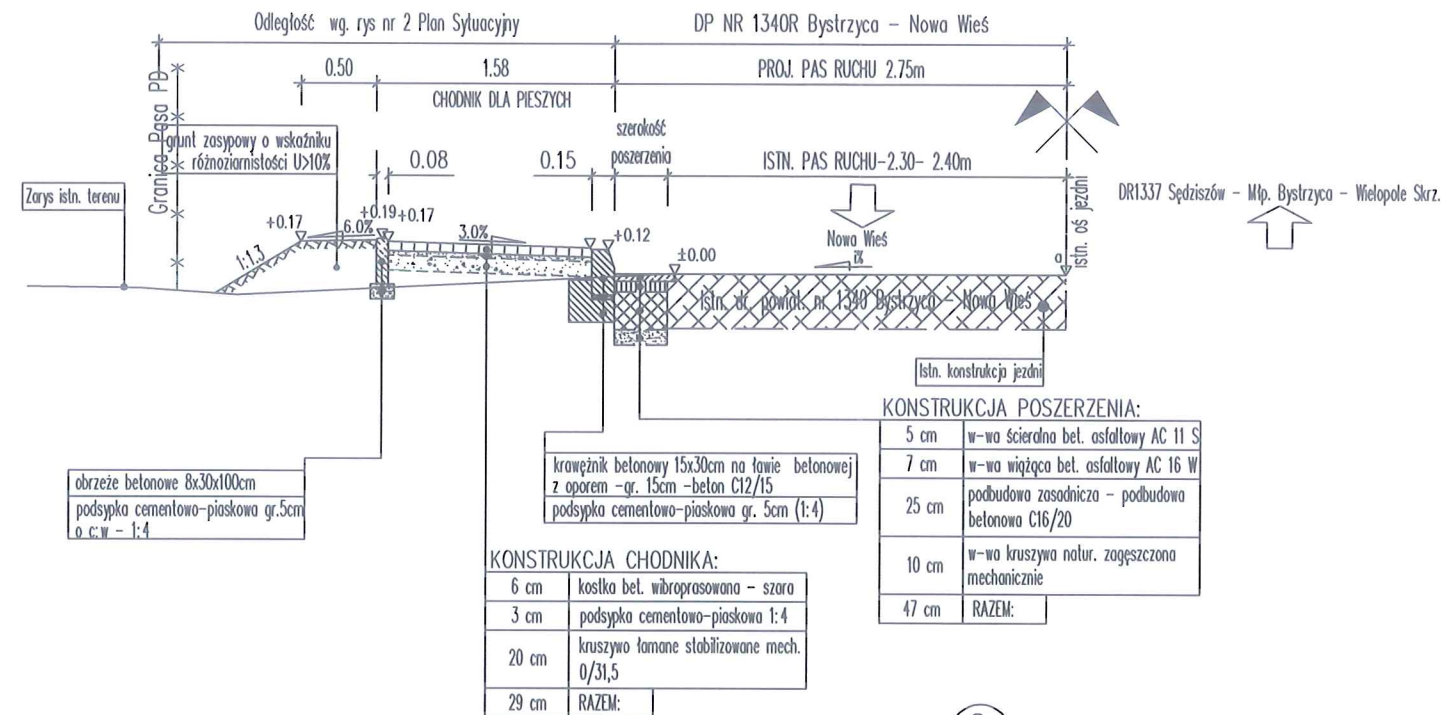 Odległość wg. rys nr 2 Plan Sytuacyjny
DP NR 1340R Bystrzyca - Nowa Wieś
0.50
1.58
PROJ. PAS RUCHU 2.75m
CHODNIK DLA PIESZYCH
Granica Pasa PD
grunt zasypowy o wskaźniku
różnoziarnistości U>10%
szerokość
poszerzenia
0.08
0.15
ISTN. PAS RUCHU-2.30- 2.40m
Zarys istn. terenu
istn. oś jezdni
DR1337 Sędziszów - Młp. Bystrzyca - Wielopole Skrz.
+0.17
+0.19
+0.17
6.0%
3.0%
+0.12
Nowa Wieś
i%
±0.00
a
1:1.3
Istn. dr. powiat. nr 1340 Bystrzyca - Nowa Wieś
Istn. konstrukcja jezdni
KONSTRUKCJA POSZERZENIA:
5 cm w-wa ścieralna bet. asfaltowy AC 11 S
7 cm w-wa wiążąca bet. asfaltowy AC 16 W
25 cm podbudowa zasadnicza - podbudowa
betonowa C16/20
10 cm w-wa kruszywa natur. zagęszczona
mechanicznie
47 cm RAZEM:
obrzeże betonowe 8x30x100cm
podsypka cementowo-piaskowa gr.5cm
o c:w - 1:4
krawężnik betonowy 15x30cm na ławie betonowej
z oporem -gr. 15cm -beton C12/15
podsypka cementowo-piaskowa gr. 5cm (1:4)
KONSTRUKCJA CHODNIKA:
6 cm kostka bet. wibroprasowana - szara
3 cm podsypka cementowo-piaskowa 1:4
20 cm kruszywo łamane stabilizowane mech.
0/31,5
29 cm RAZEM: